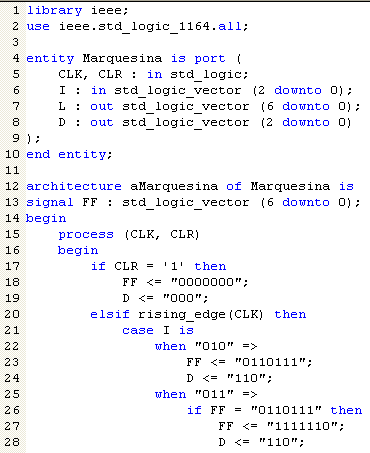 1 library ieee;
2 use ieee.std_logic_1164.all;
3
4 entity Marquesina is port (
5     CLK, CLR : in std_logic;
6     I : in std_logic_vector (2 downto 0);
7     L : out std_logic_vector (6 downto 0);
8     D : out std_logic_vector (2 downto 0)
9 );
10 end entity;
11
12 architecture aMarquesina of Marquesina is
13 signal FF : std_logic_vector (6 downto 0);
14 begin
15     process (CLK, CLR)
16     begin
17         if CLR = '1' then
18             FF <= "0000000";
19             D <= "000";
20         elsif rising_edge(CLK) then
21             case I is
22                 when "010" =>
23                     FF <= "0110111";
24                     D <= "110";
25                 when "011" =>
26                     if FF = "0110111" then
27                         FF <= "1111110";
28                         D <= "110";